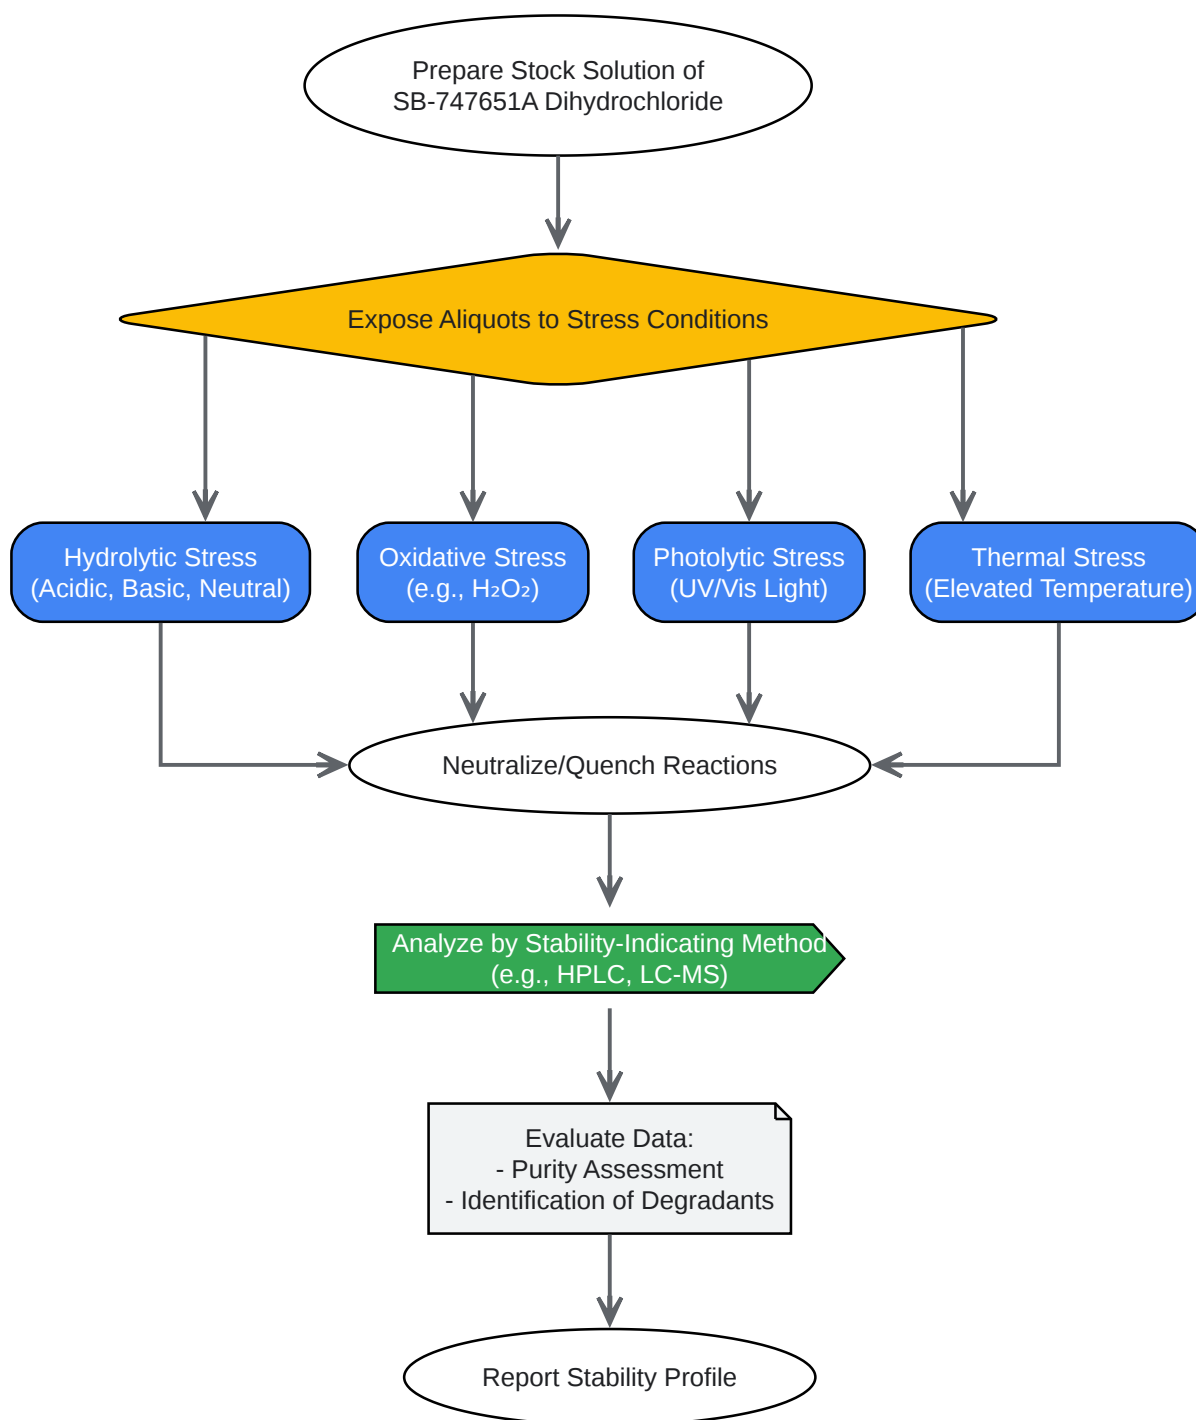 Prepare Stock Solution of
SB-747651A Dihydrochloride
Expose Aliquots to Stress Conditions
Hydrolytic Stress
(Acidic, Basic, Neutral)
Oxidative Stress
(e.g., H₂O₂)
Photolytic Stress
(UV/Vis Light)
Thermal Stress
(Elevated Temperature)
Neutralize/Quench Reactions
Analyze by Stability-Indicating Method
(e.g., HPLC, LC-MS)
Evaluate Data:
- Purity Assessment
- Identification of Degradants
Report Stability Profile